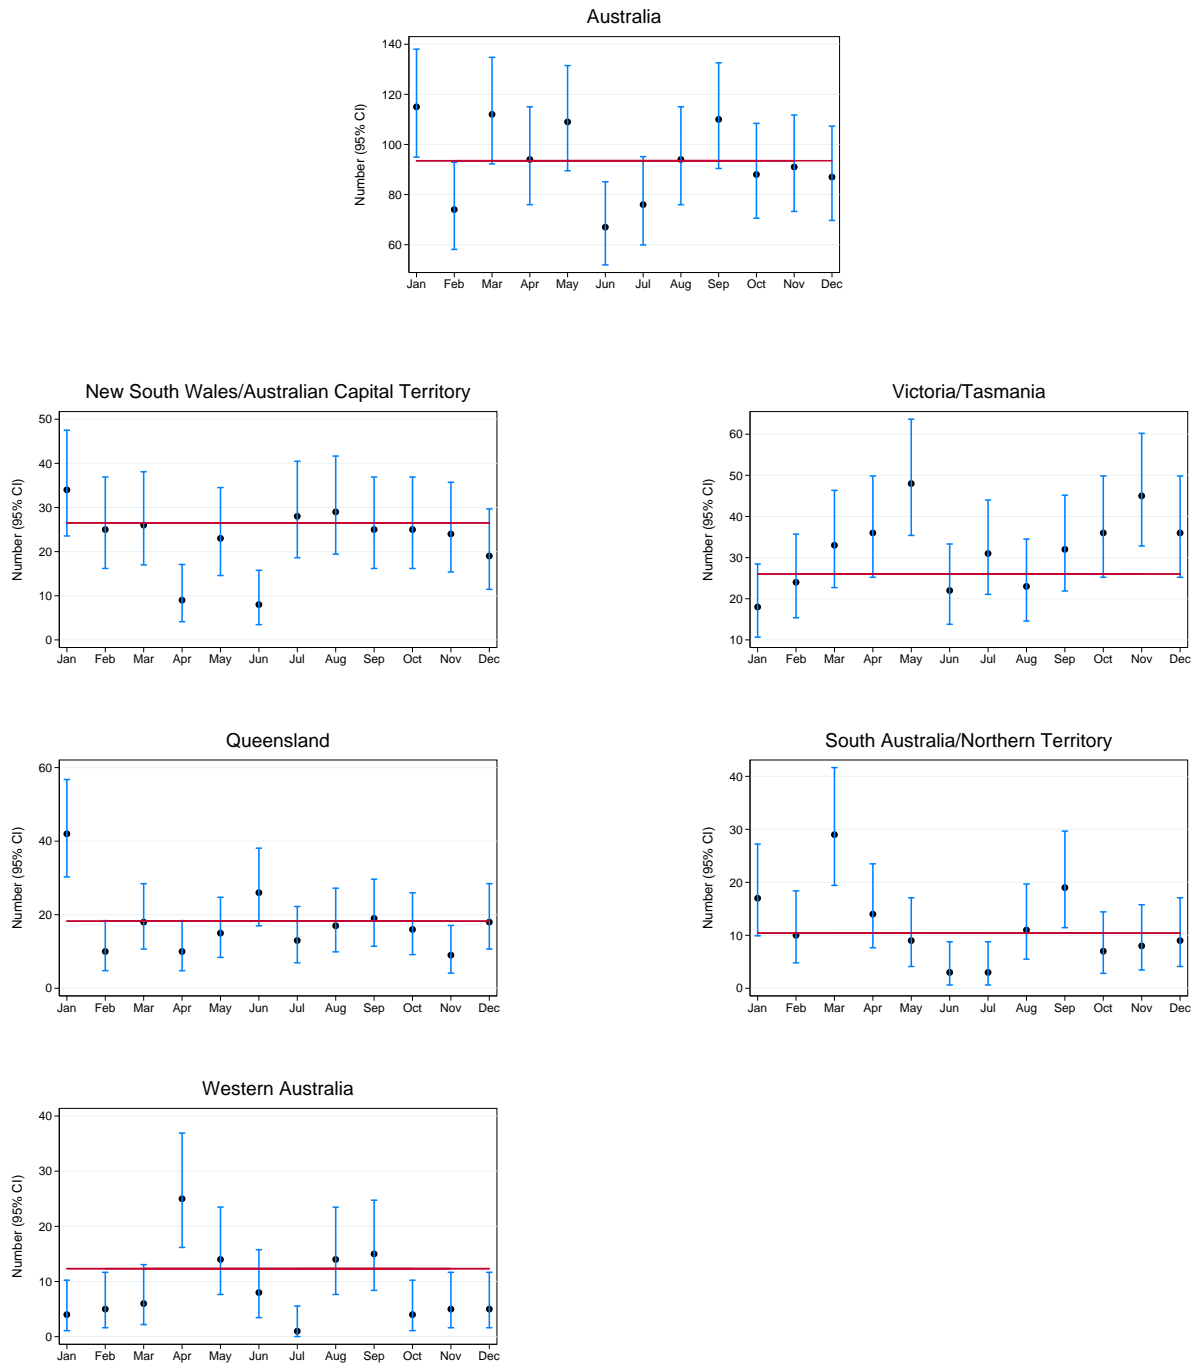 Australia
Number (95% CI)
140
120
100
80
60
Jan Feb Mar Apr May Jun Jul Aug Sep Oct Nov Dec
New South Wales/Australian Capital Territory
Number (95% CI)
50
40
30
20
10
0
Jan Feb Mar Apr May Jun Jul Aug Sep Oct Nov Dec
Victoria/Tasmania
Number (95% CI)
60
50
40
30
20
10
Jan Feb Mar Apr May Jun Jul Aug Sep Oct Nov Dec
Queensland
Number (95% CI)
60
40
20
0
Jan Feb Mar Apr May Jun Jul Aug Sep Oct Nov Dec
South Australia/Northern Territory
Number (95% CI)
40
30
20
10
0
Jan Feb Mar Apr May Jun Jul Aug Sep Oct Nov Dec
Western Australia
Number (95% CI)
40
30
20
10
0
Jan Feb Mar Apr May Jun Jul Aug Sep Oct Nov Dec